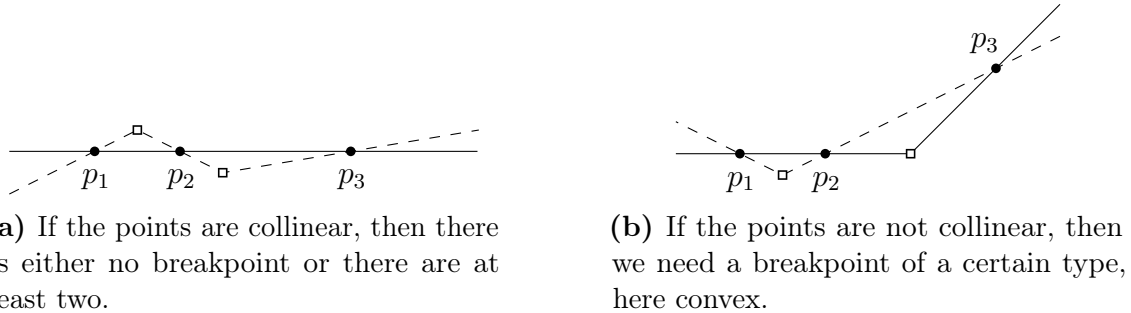 p3
p1 p2 p3
p1 p2
a) If the points are collinear, then there
s either no breakpoint or there are at
east two.
(b) If the points are not collinear, then
we need a breakpoint of a certain type,
here convex.